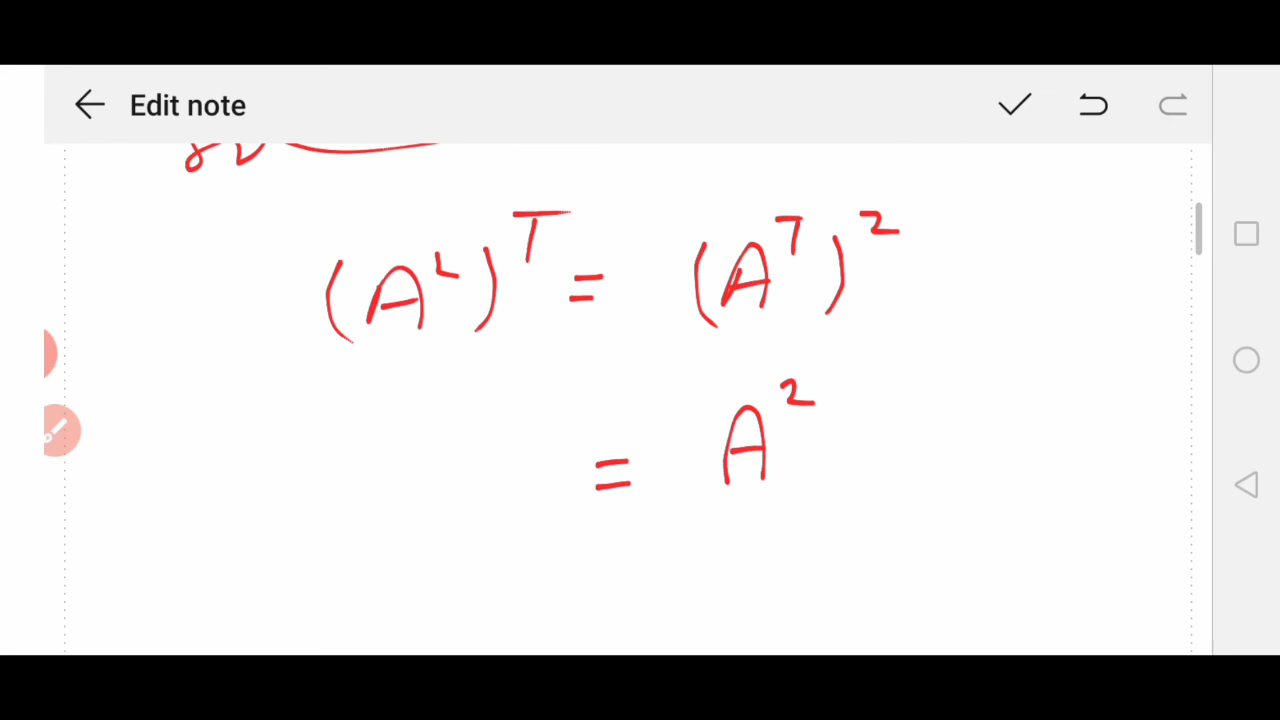 Edit note
(A²)ᵀ = (Aᵀ)²
= A²